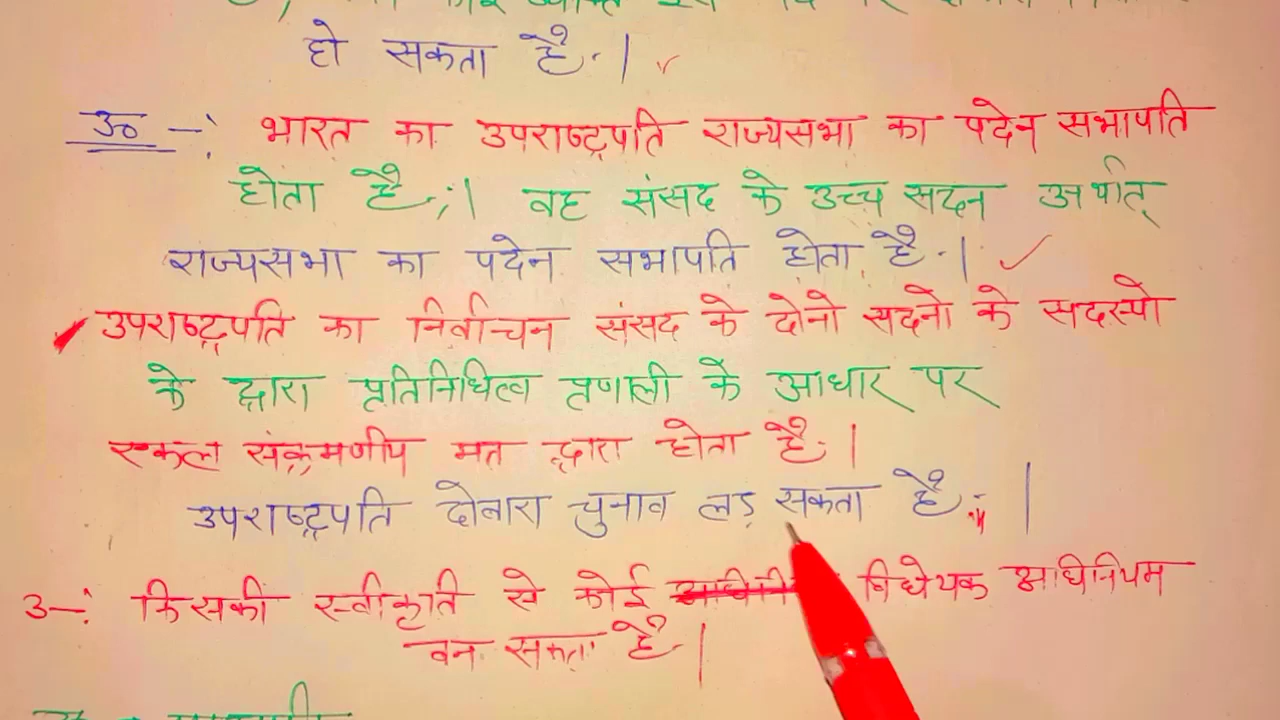 हो सकता है।
उ० -: भारत का उपराष्ट्रपति राज्यसभा का पदेन सभापति
होता है;। वह संसद के उच्च सदन अर्थात्
राज्यसभा का पदेन सभापति होता है।
उपराष्ट्रपति का निर्वाचन संसद के दोनो सदनो के सदस्यो
के द्वारा प्रतिनिधित्व प्रणाली के आधार पर
एकल संक्रमणीय मत द्वारा होता है।
उपराष्ट्रपति दोबारा चुनाव लड़ सकता है;।
3-: किसकी स्वीकृति से कोई विधेयक अधिनियम
बन सकता है।